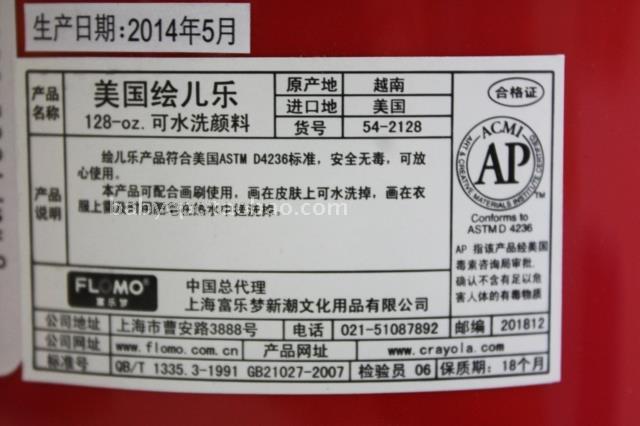 生产日期:2014年5月
产品名称
美国绘儿乐
128-oz.可水洗颜料
原产地 越南
进口地 美国
货号 54-2128
合格证
产品说明
绘儿乐产品符合美国ASTM D4236标准，安全无毒，可放
心使用。
本产品可配合画刷使用，画在皮肤上可水洗掉，画在衣
服上
洗掉
ACMI
AP
ART & CREATIVE MATERIALS INSTITUTE CERTIFIED
TM
Conforms to
ASTM D 4236
AP 指该产品经美国
毒素咨询局审批,
确认不含有足以危
害人体的有毒物质
FLOMO®
富乐梦
中国总代理
上海富乐梦新潮文化用品有限公司
公司地址 上海市曹安路3888号 电话 021-51087892 邮编 201812
公司网址 www.flomo.com.cn 产品网址 www.crayola.com
标准号 QB/T 1335.3-1991 GB21027-2007 检验员 06 保质期:18个月